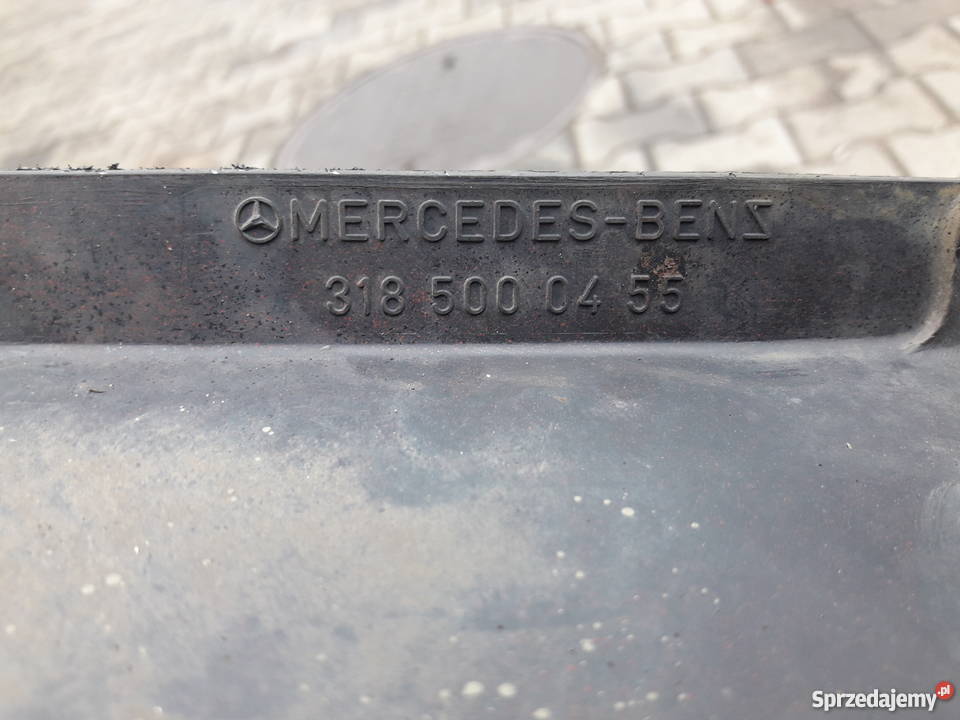 MERCEDES-BENZ
318 500 04 55
Sprzedajemy.pl